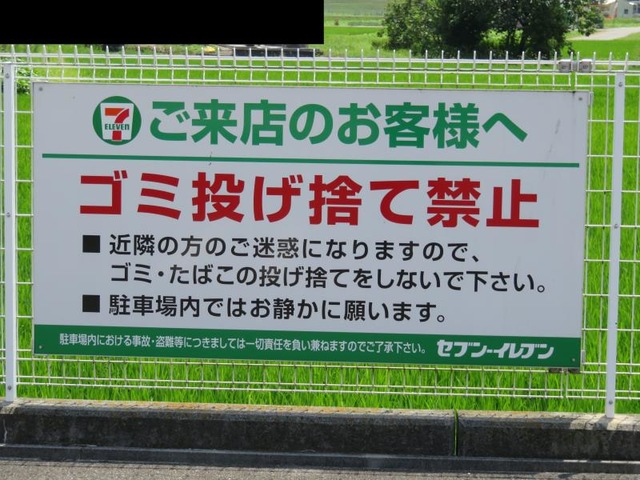 7
ELEVEN
ご来店のお客様へ
ゴミ投げ捨て禁止
■ 近隣の方のご迷惑になりますので、
ゴミ・たばこの投げ捨てをしないで下さい。
■ 駐車場内ではお静かに願います。
駐車場内における事故・盗難等につきましては一切責任を負い兼ねますのでご了承下さい。 セブン-イレブン